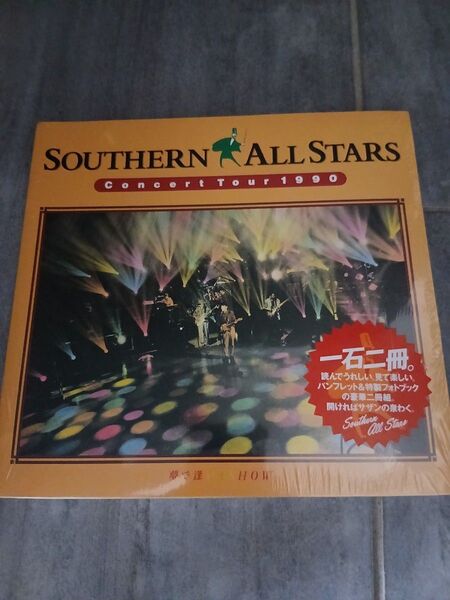 SOUTHERN ALL STARS
Concert Tour 1990
一石二冊。
読んでうれしい、見て楽しい、
パンフレット&特製フォトブック
の豪華二冊組。
開ければサザンの泉わく。
Southern
All Stars
夢で逢 HOW